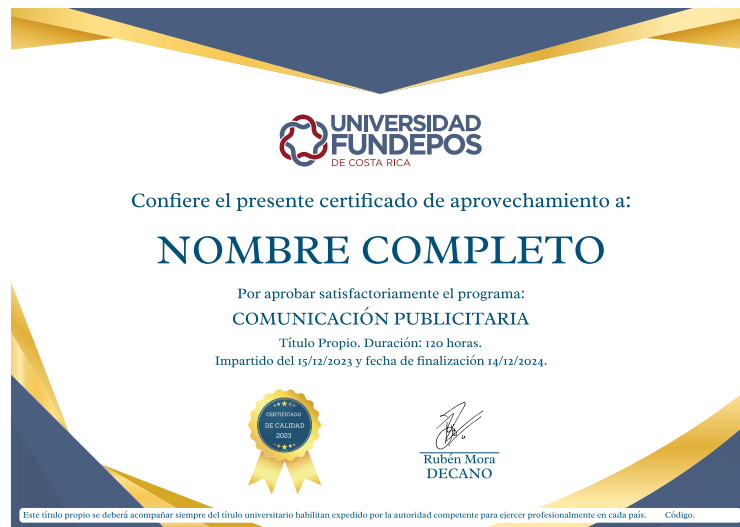 UNIVERSIDAD
FUNDEPOS
DE COSTA RICA
Confiere el presente certificado de aprovechamiento a:
NOMBRE COMPLETO
Por aprobar satisfactoriamente el programa:
COMUNICACIÓN PUBLICITARIA
Título Propio. Duración: 120 horas.
Impartido del 15/12/2023 y fecha de finalización 14/12/2024.
CERTIFICADO
DE CALIDAD
2023
Rubén Mora
DECANO
Este título propio se deberá acompañar siempre del título universitario habilitan expedido por la autoridad competente para ejercer profesionalmente en cada país. Código.